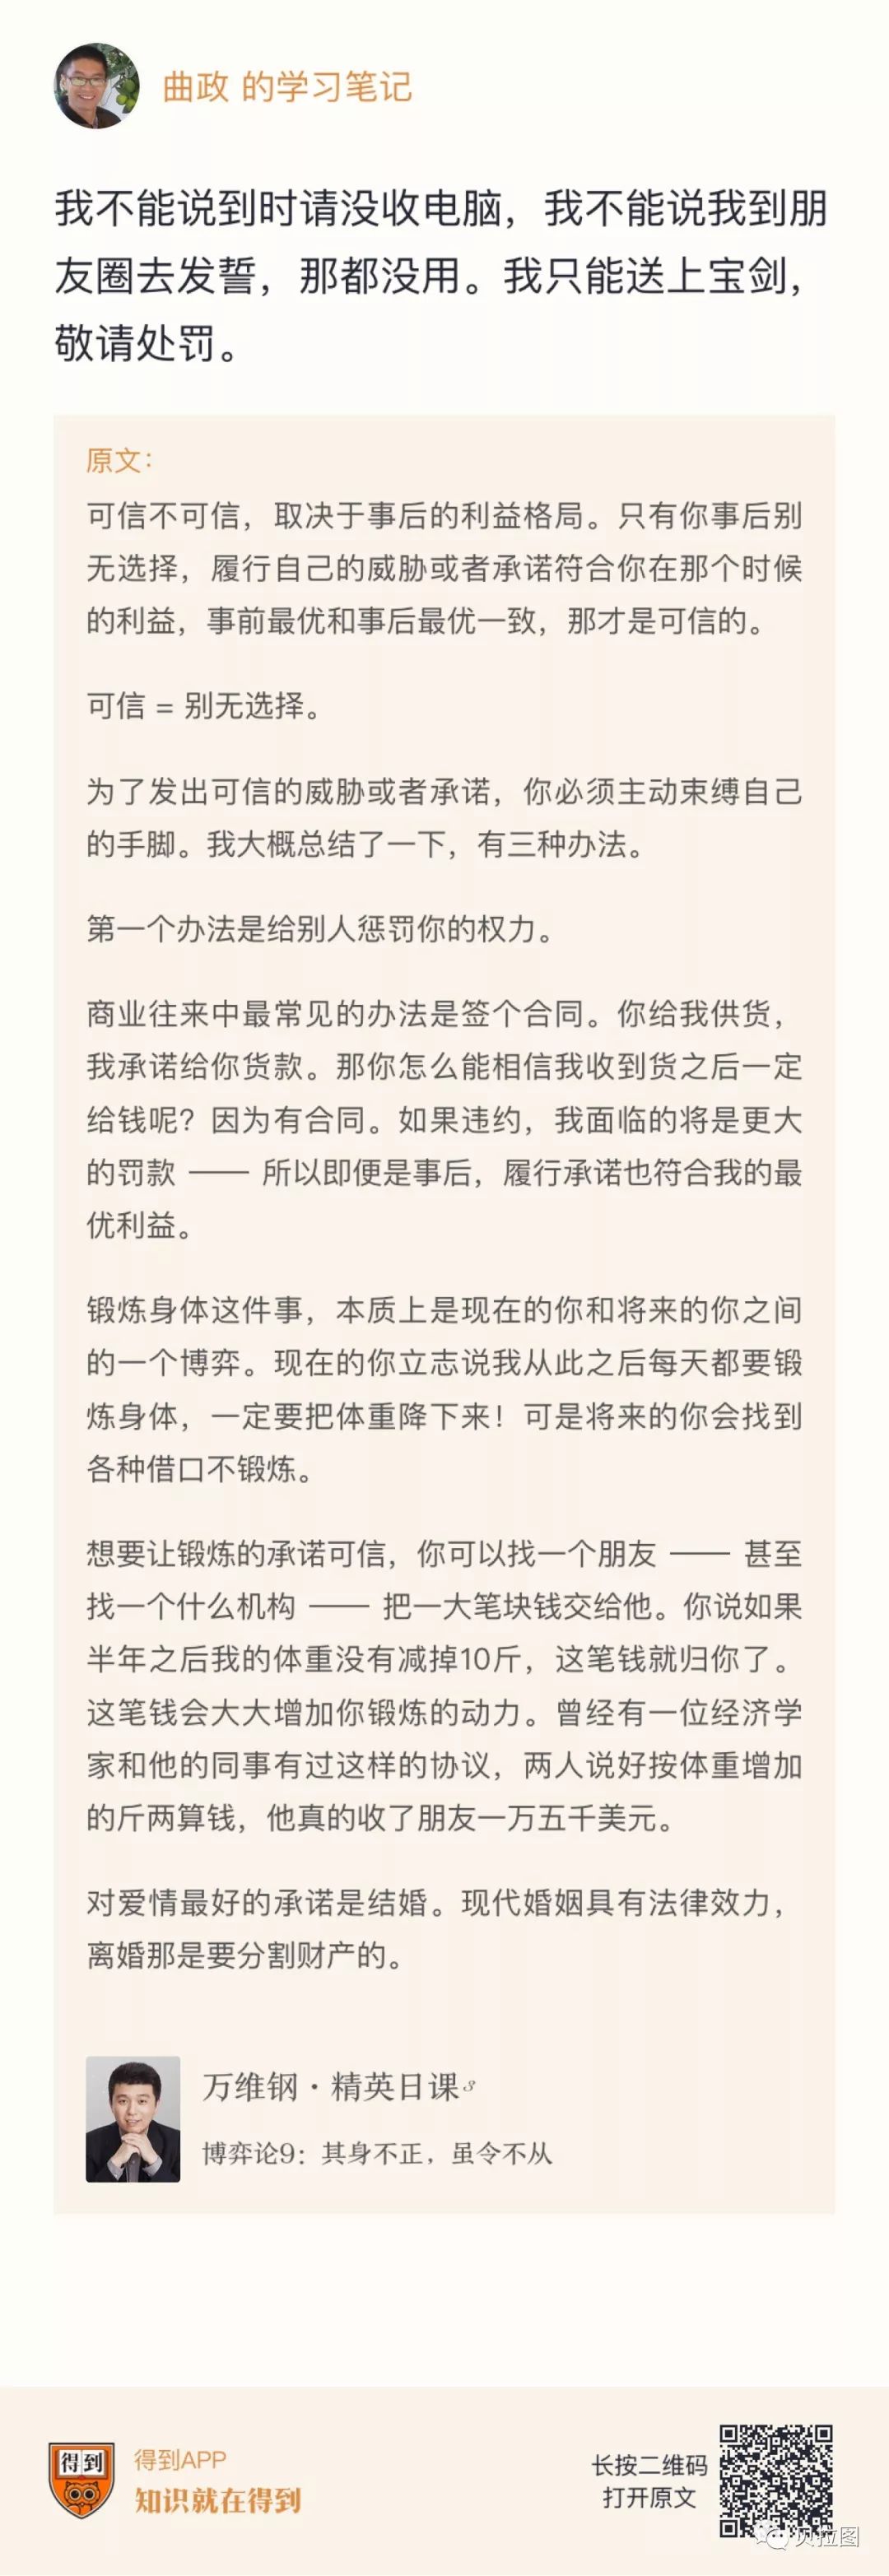 曲政 的学习笔记
我不能说到时请没收电脑，我不能说我到朋
友圈去发誓，那都没用。我只能送上宝剑，
敬请处罚。
原文：
可信不可信，取决于事后的利益格局。只有你事后别
无选择，履行自己的威胁或者承诺符合你在那个时候
的利益，事前最优和事后最优一致，那才是可信的。
可信 = 别无选择。
为了发出可信的威胁或者承诺，你必须主动束缚自己
的手脚。我大概总结了一下，有三种办法。
第一个办法是给别人惩罚你的权力。
商业往来中最常见的办法是签个合同。你给我供货，
我承诺给你货款。那你怎么能相信我收到货之后一定
给钱呢？因为有合同。如果违约，我面临的将是更大
的罚款 —— 所以即便是事后，履行承诺也符合我的最
优利益。
锻炼身体这件事，本质上是现在的你和将来的你之间
的一个博弈。现在的你立志说我从此之后每天都要锻
炼身体，一定要把体重降下来！可是将来的你会找到
各种借口不锻炼。
想要让锻炼的承诺可信，你可以找一个朋友 —— 甚至
找一个什么机构 —— 把一大笔块钱交给他。你说如果
半年之后我的体重没有减掉10斤，这笔钱就归你了。
这笔钱会大大增加你锻炼的动力。曾经有一位经济学
家和他的同事有过这样的协议，两人说好按体重增加
的斤两算钱，他真的收了朋友一万五千美元。
对爱情最好的承诺是结婚。现代婚姻具有法律效力，
离婚那是要分割财产的。
万维钢·精英日课3
博弈论9：其身不正，虽令不从
得到
得到APP
知识就在得到
长按二维码
打开原文
贝拉图